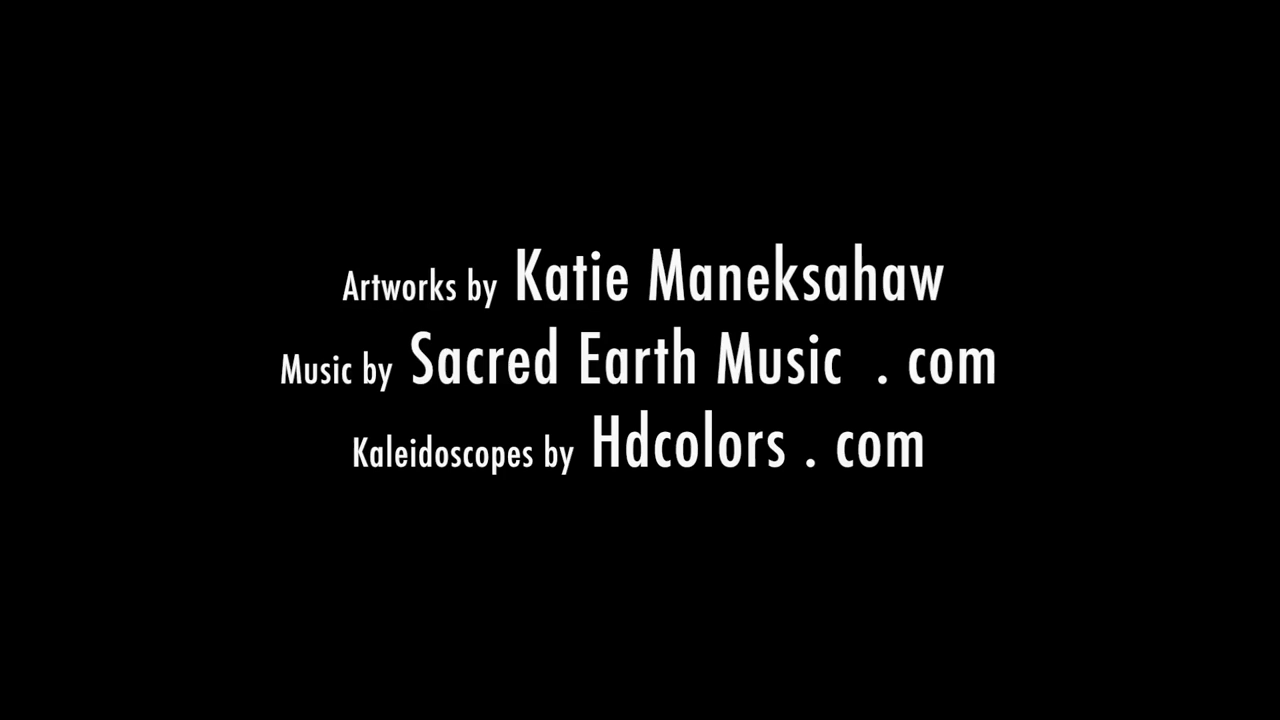 Artworks by Katie Maneksahaw
Music by Sacred Earth Music . com
Kaleidoscopes by Hdcolors . com